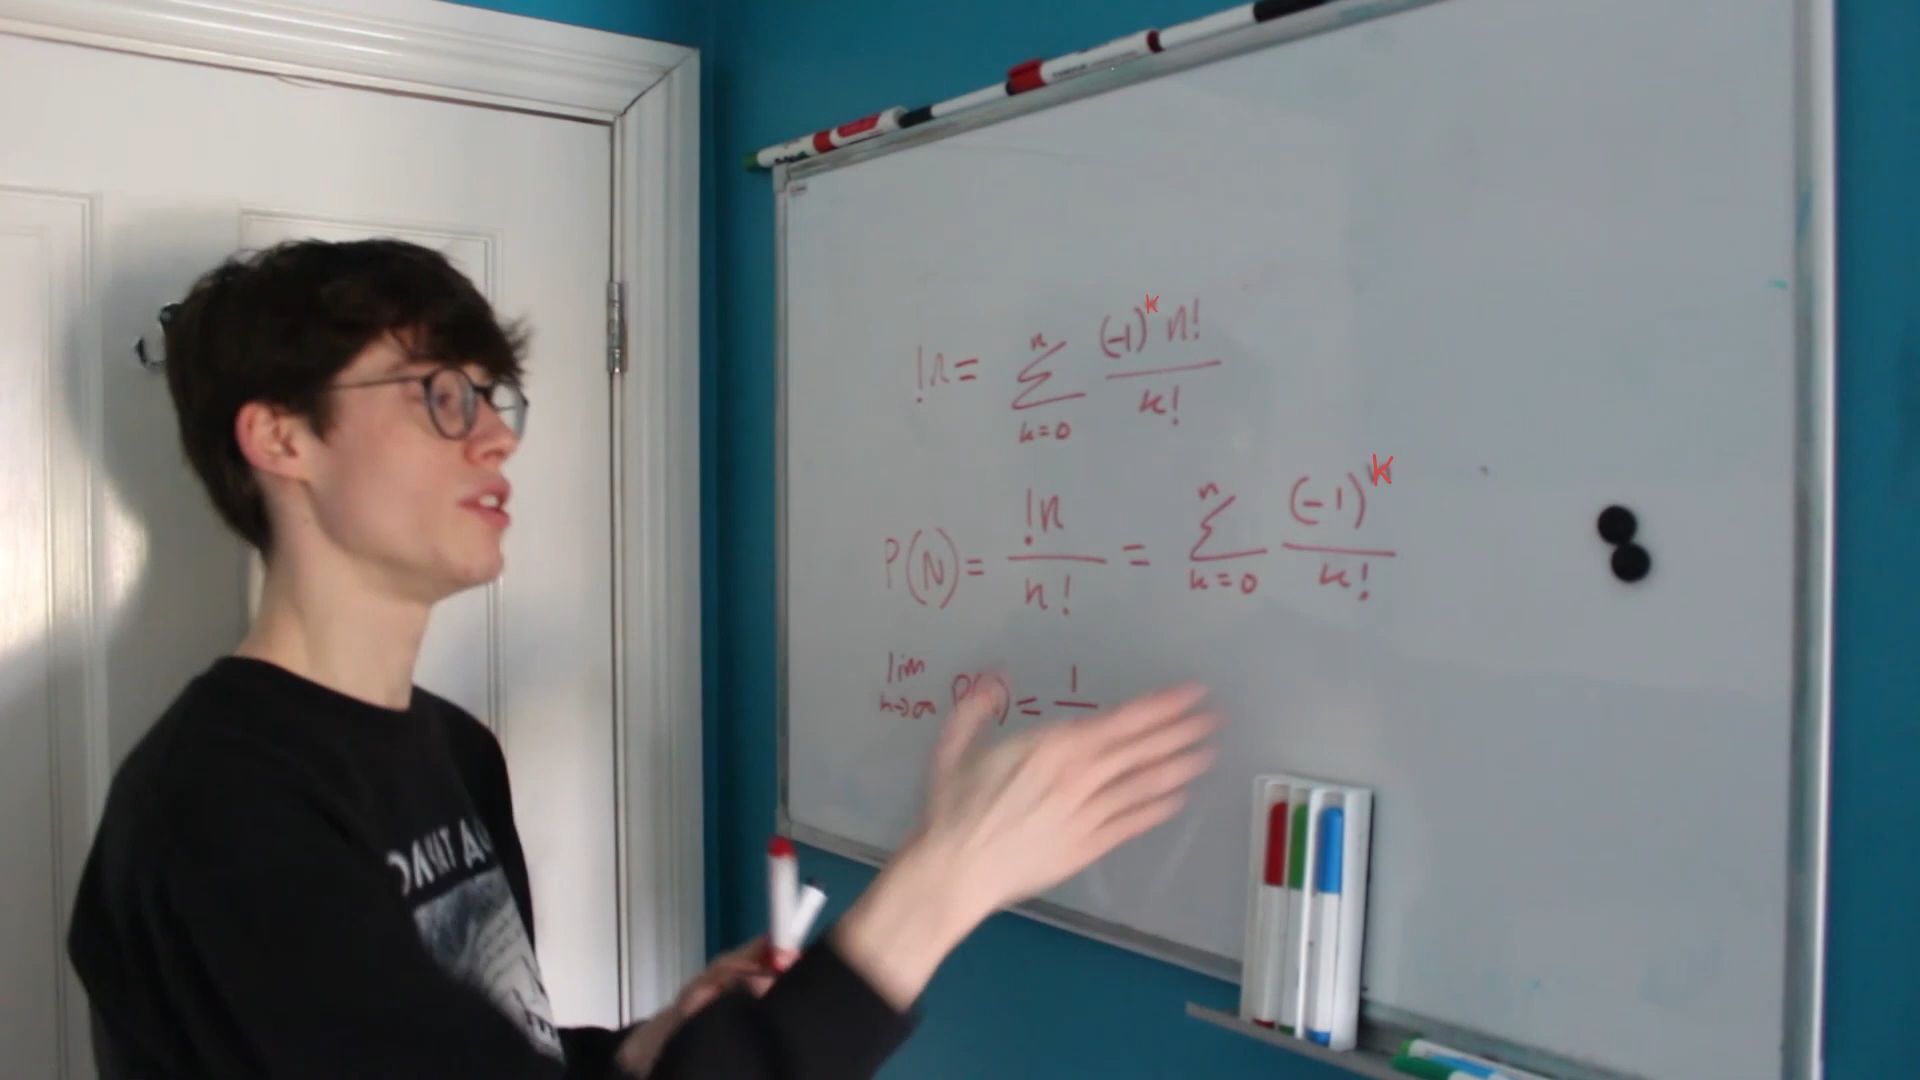 !n = n Σ k=0 (-1)^k n! / k!
P(N) = !n / n! = n Σ k=0 (-1)^k / k!
lim n→∞ = 1